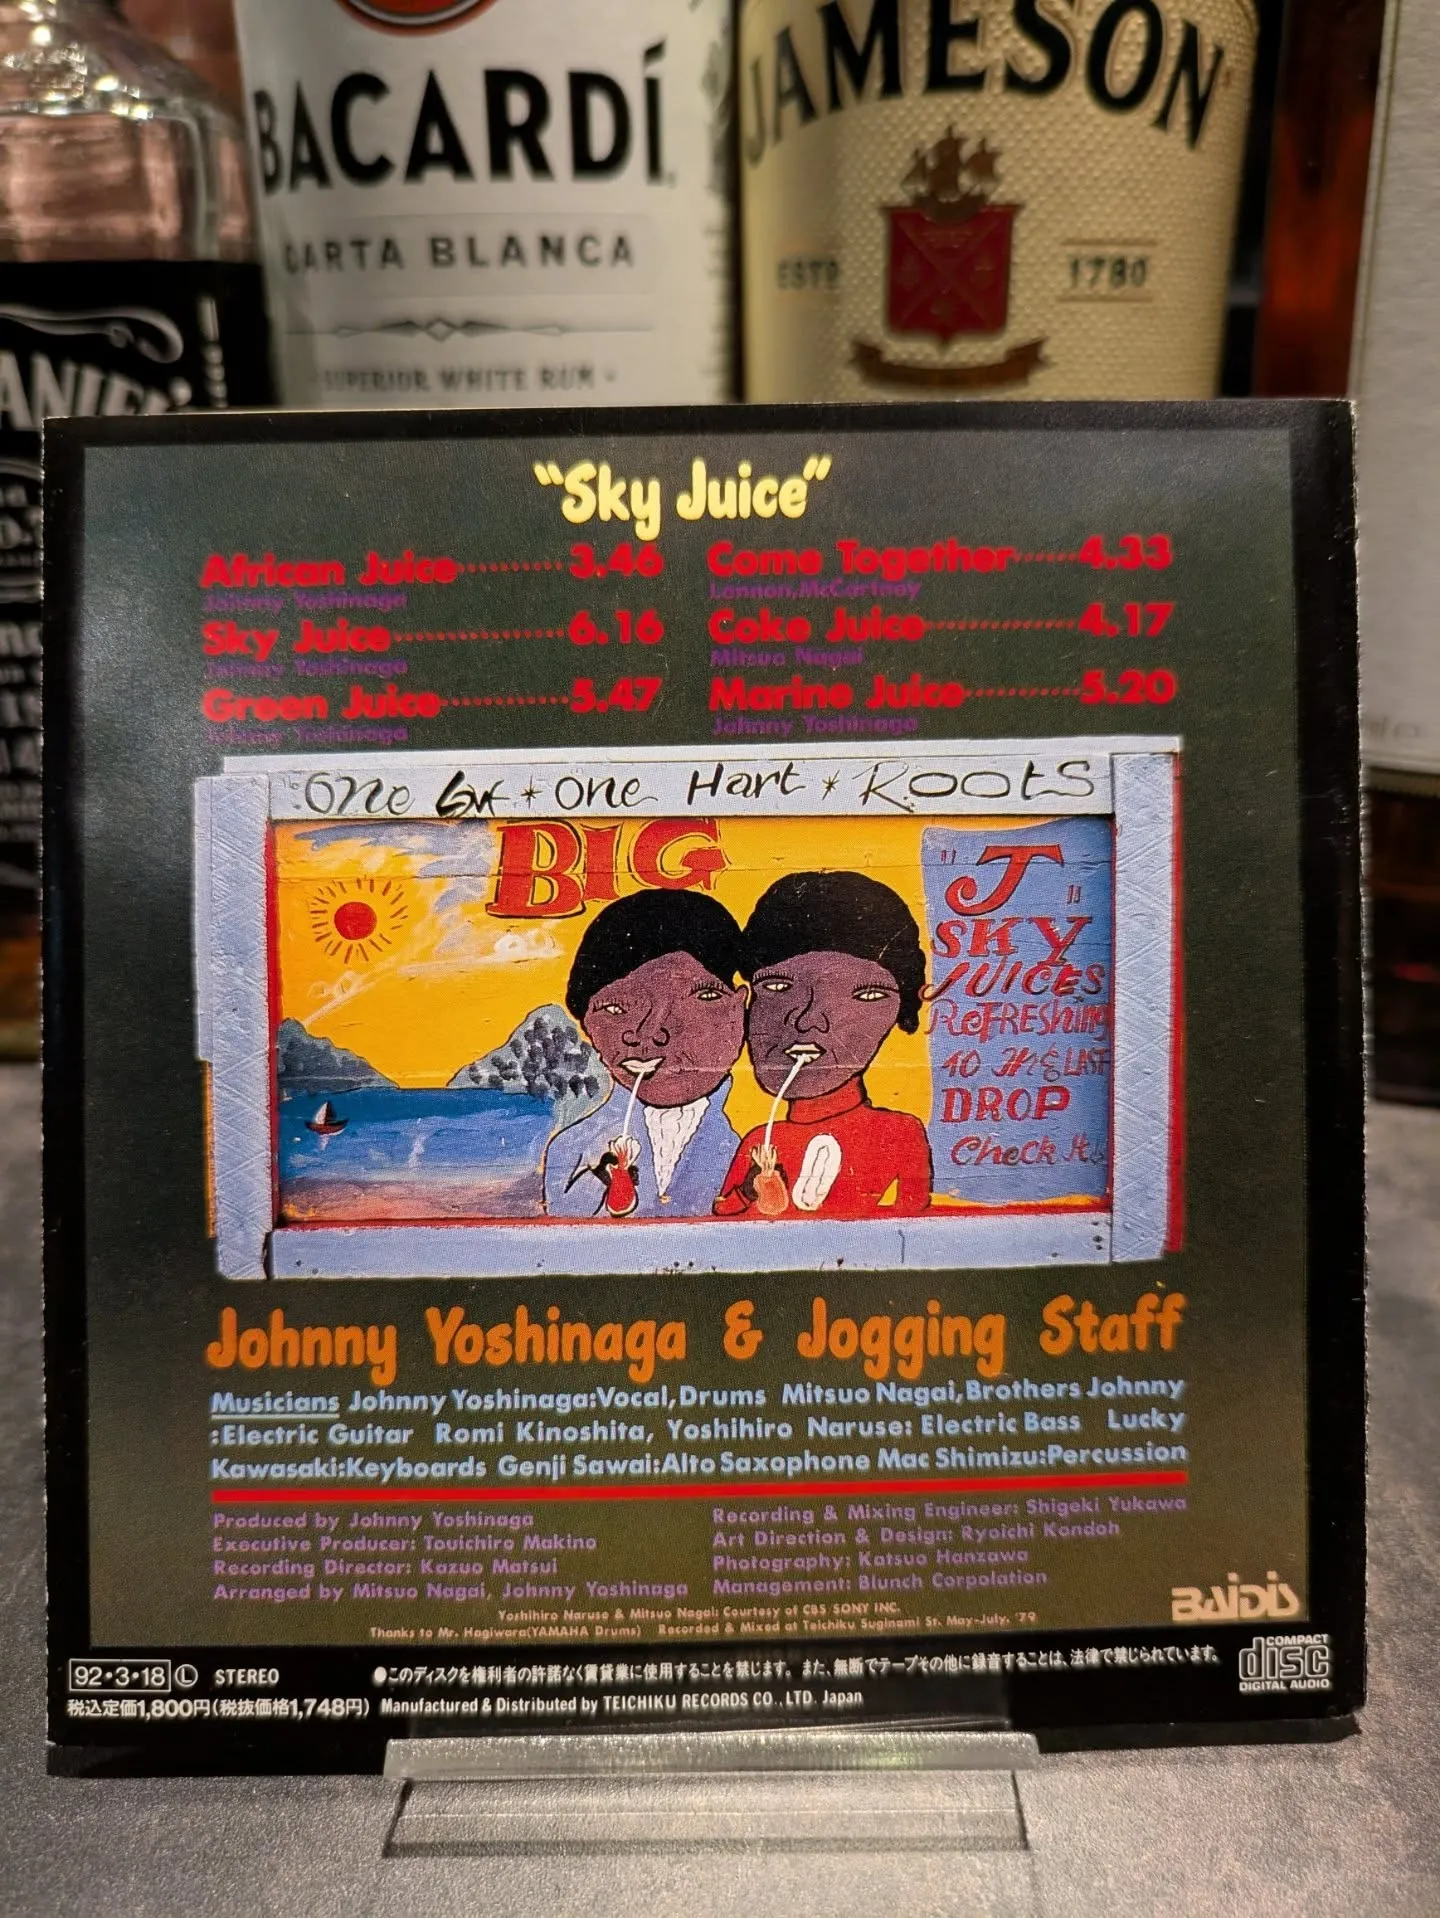 BACARDÍ
CARTA BLANCA
SUPERIOR WHITE RUM
JAMESON
ESTD 1780
"Sky Juice"
African Juice 3.46
Johnny Yoshinaga
Sky Juice 6.16
Johnny Yoshinaga
Green Juice 5.47
Johnny Yoshinaga
Come Together 4.33
Lennon,McCartney
Coke Juice 4.17
Mitsuo Nagai
Marine Juice 5.20
Johnny Yoshinaga
One * One Hart * ROOtS
BIG
"J"
SKY
JUICES
ReFREShing
DROP
Check It
Johnny Yoshinaga & Jogging Staff
Musicians Johnny Yoshinaga:Vocal,Drums Mitsuo Nagai,Brothers Johnny
:Electric Guitar Romi Kinoshita, Yoshihiro Naruse: Electric Bass Lucky
Kawasaki:Keyboards Genji Sawai:Alto Saxophone Mac Shimizu:Percussion
Produced by Johnny Yoshinaga
Executive Producer: Touichiro Makino
Recording Director: Kazuo Matsui
Arranged by Mitsuo Nagai, Johnny Yoshinaga
Recording & Mixing Engineer: Shigeki Yukawa
Art Direction & Design: Ryoichi Kondoh
Photography: Katsuo Hanzawa
Management: Blunch Corpolation
Yoshihiro Naruse & Mitsuo Nagai: Courtesy of CBS SONY INC.
Thanks to Mr. Hagiwara(YAMAHA Drums) Recorded & Mixed at Teichiku Suginami St. May-July. '79
BAIDIS
92・3・18 Ⓛ STEREO ●このディスクを権利者の許諾なく賃貸業に使用することを禁じます。また、無断でテープその他に録音することは、法律で禁じられています。
税込定価1,800円(税抜価格1,748円) Manufactured & Distributed by TEICHIKU RECORDS CO., LTD. Japan
COMPACT
disc
DIGITAL AUDIO